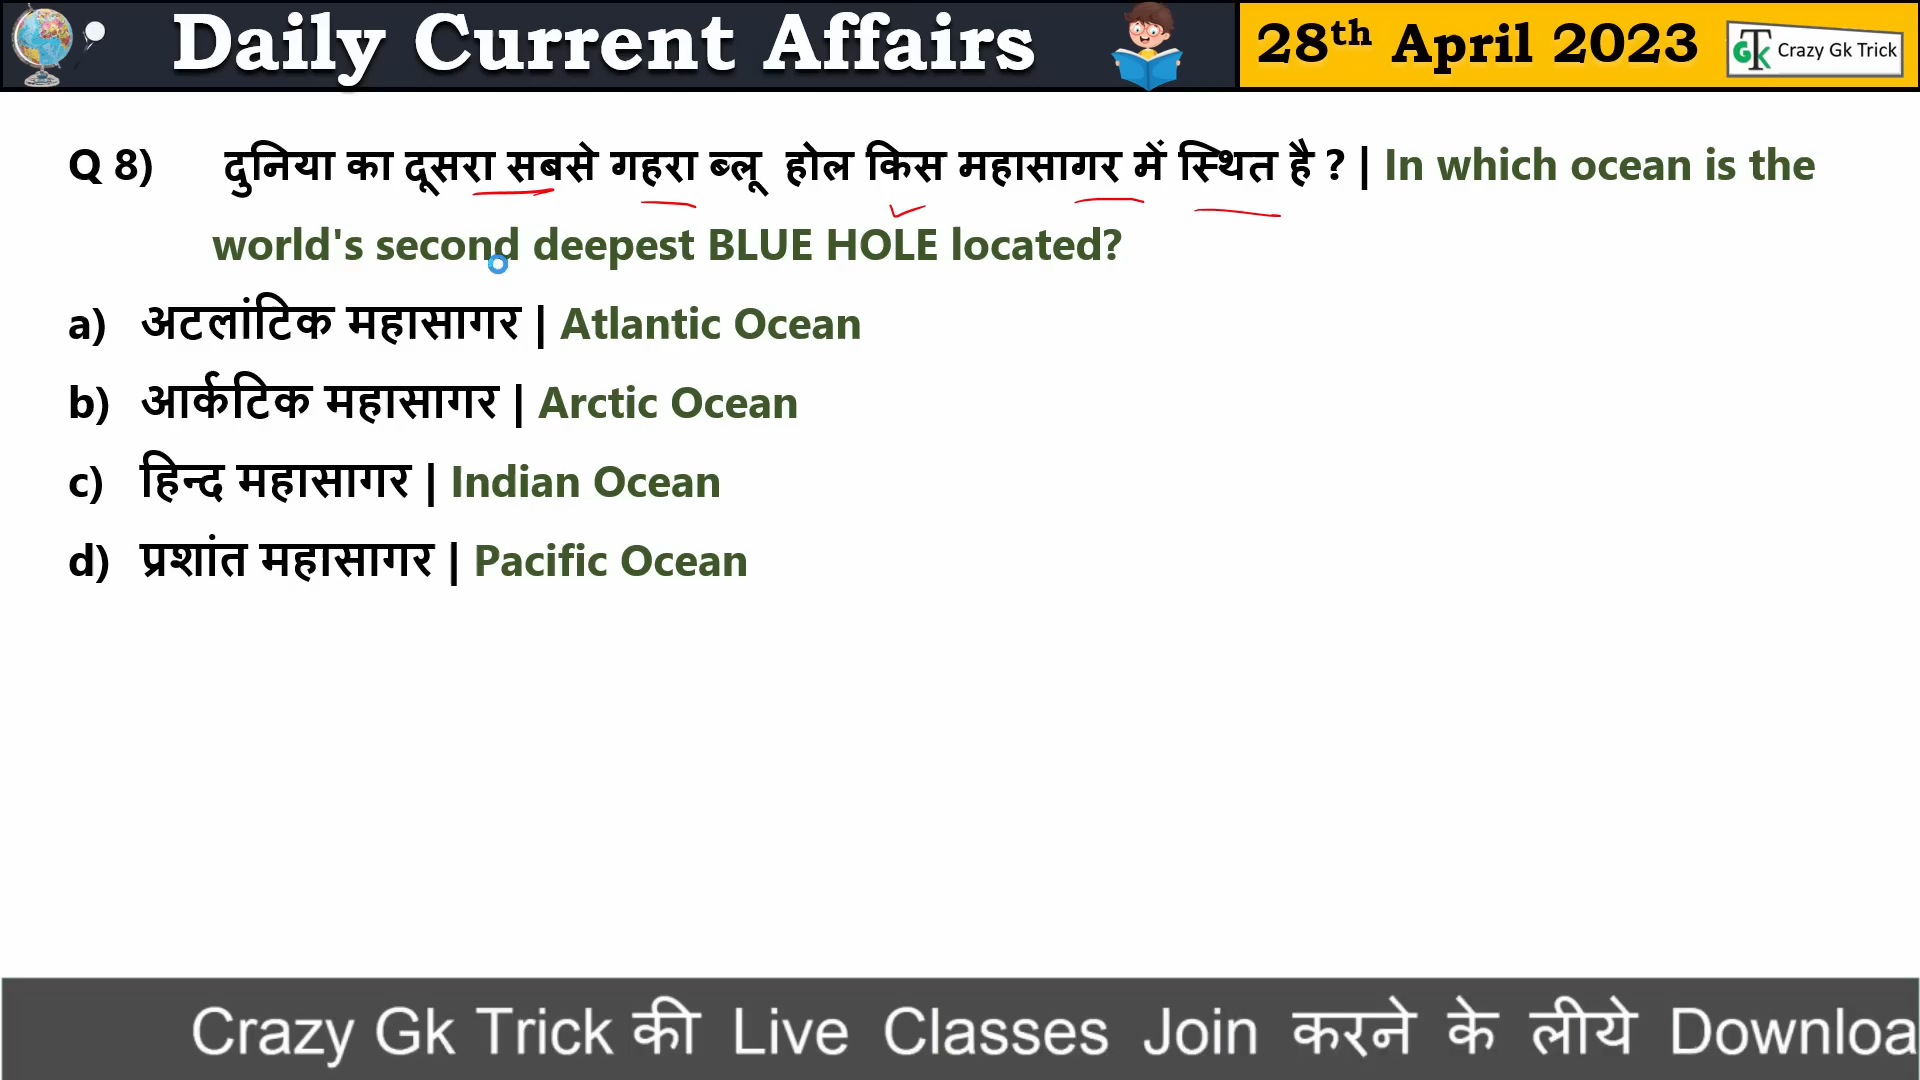 Daily Current Affairs
28th April 2023
GTK Crazy Gk Trick
Q 8) दुनिया का दूसरा सबसे गहरा ब्लू होल किस महासागर में स्थित है ? | In which ocean is the
world's second deepest BLUE HOLE located?
a) अटलांटिक महासागर | Atlantic Ocean
b) आर्कटिक महासागर | Arctic Ocean
c) हिन्द महासागर | Indian Ocean
d) प्रशांत महासागर | Pacific Ocean
Crazy Gk Trick की Live Classes Join करने के लीये Downloa